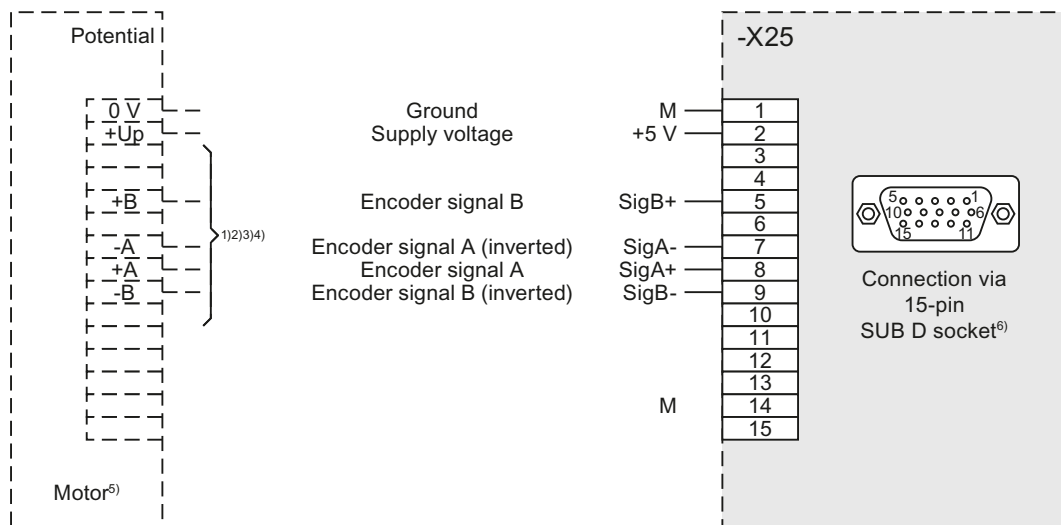 Potential
-X25
0 V Ground M 1
+Up Supply voltage +5 V 2
3
4
+B Encoder signal B SigB+ 5
6
-A Encoder signal A (inverted) SigA- 7
+A Encoder signal A SigA+ 8
-B Encoder signal B (inverted) SigB- 9
1)2)3)4)
10
11
12
13
M 14
15
5 1
10 6
15 11
Connection via
15-pin
SUB D socket6)
Motor5)